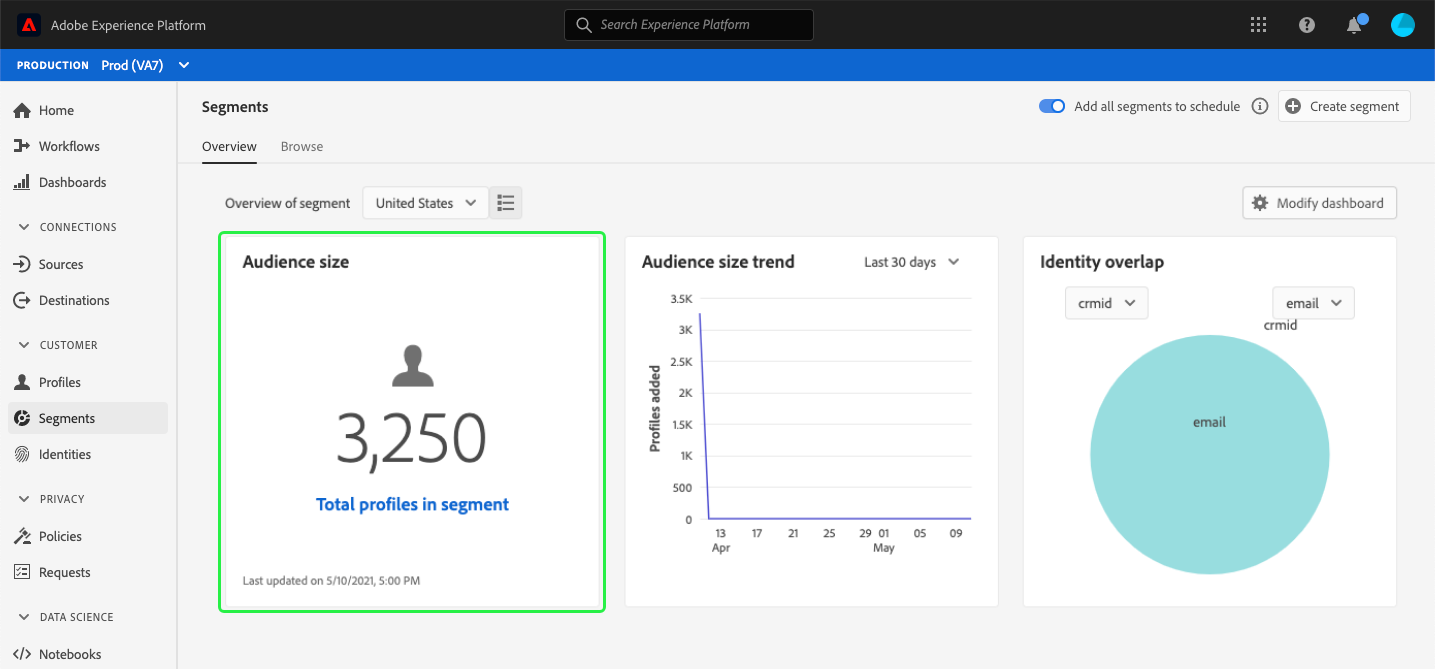 Adobe Experience Platform
Search Experience Platform
PRODUCTION Prod (VA7)
Home
Workflows
Dashboards
CONNECTIONS
Sources
Destinations
CUSTOMER
Profiles
Segments
Identities
PRIVACY
Policies
Requests
DATA SCIENCE
Notebooks
Segments
Add all segments to schedule
Create segment
Overview Browse
Overview of segment United States
Modify dashboard
Audience size
3,250
Total profiles in segment
Last updated on 5/10/2021, 5:00 PM
Audience size trend Last 30 days
Profiles added
3.5K
3K
2.5K
2K
1.5K
1K
500
0
13 17 21 25 29 01 05 09
Apr May
Identity overlap
crmid email
crmid
email